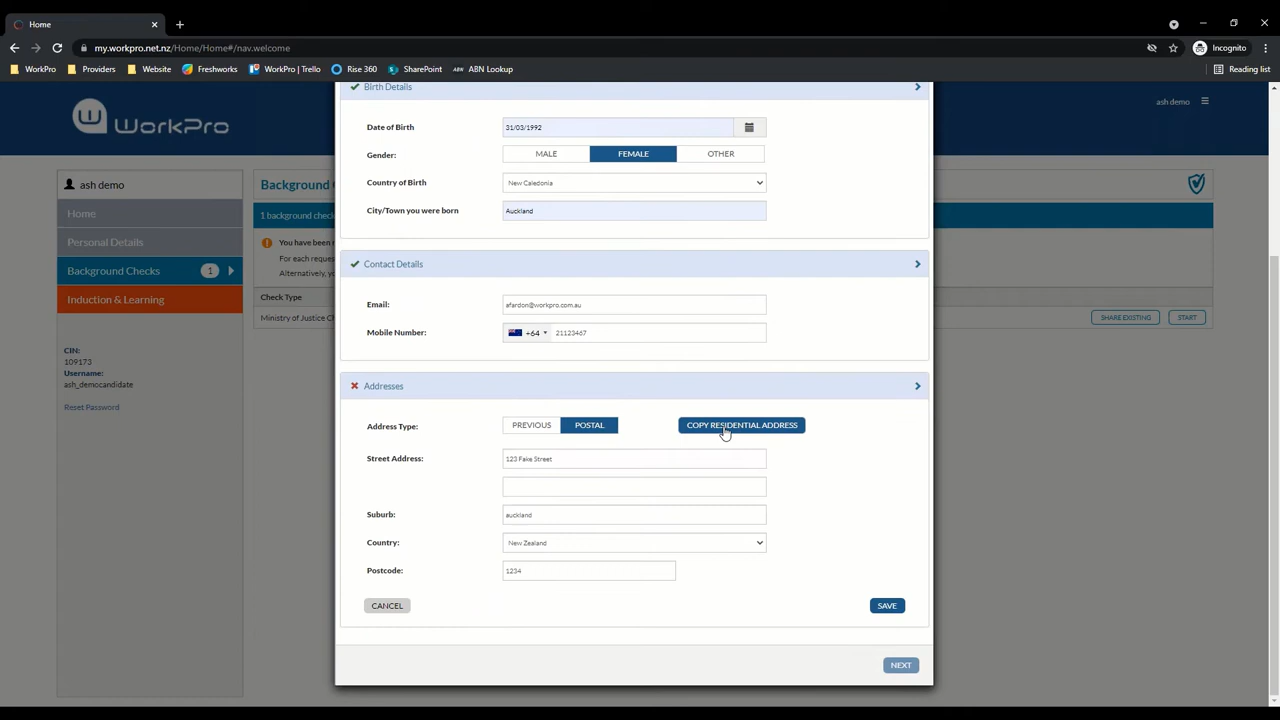 Home
my.workpro.net.nz/Home/Home#/nav.welcome
Incognito
WorkPro
Providers
Website
Freshworks
WorkPro | Trello
Rise 360
SharePoint
ABN ABN Lookup
Reading list
WorkPro
ash demo
ash demo
Home
Personal Details
Background Checks 1
Induction & Learning
CIN:
109173
Username:
ash_democandidate
Reset Password
Background
1 background check
You have been
For each reques
Alternatively, yo
Check Type
Ministry of Justice Ch
SHARE EXISTING START
Birth Details
Date of Birth 31/03/1992
Gender: MALE FEMALE OTHER
Country of Birth New Caledonia
City/Town you were born Auckland
Contact Details
Email: afardon@workpro.com.au
Mobile Number: +64 21123467
Addresses
Address Type: PREVIOUS POSTAL COPY RESIDENTIAL ADDRESS
Street Address: 123 Fake Street
Suburb: auckland
Country: New Zealand
Postcode: 1234
CANCEL SAVE
NEXT